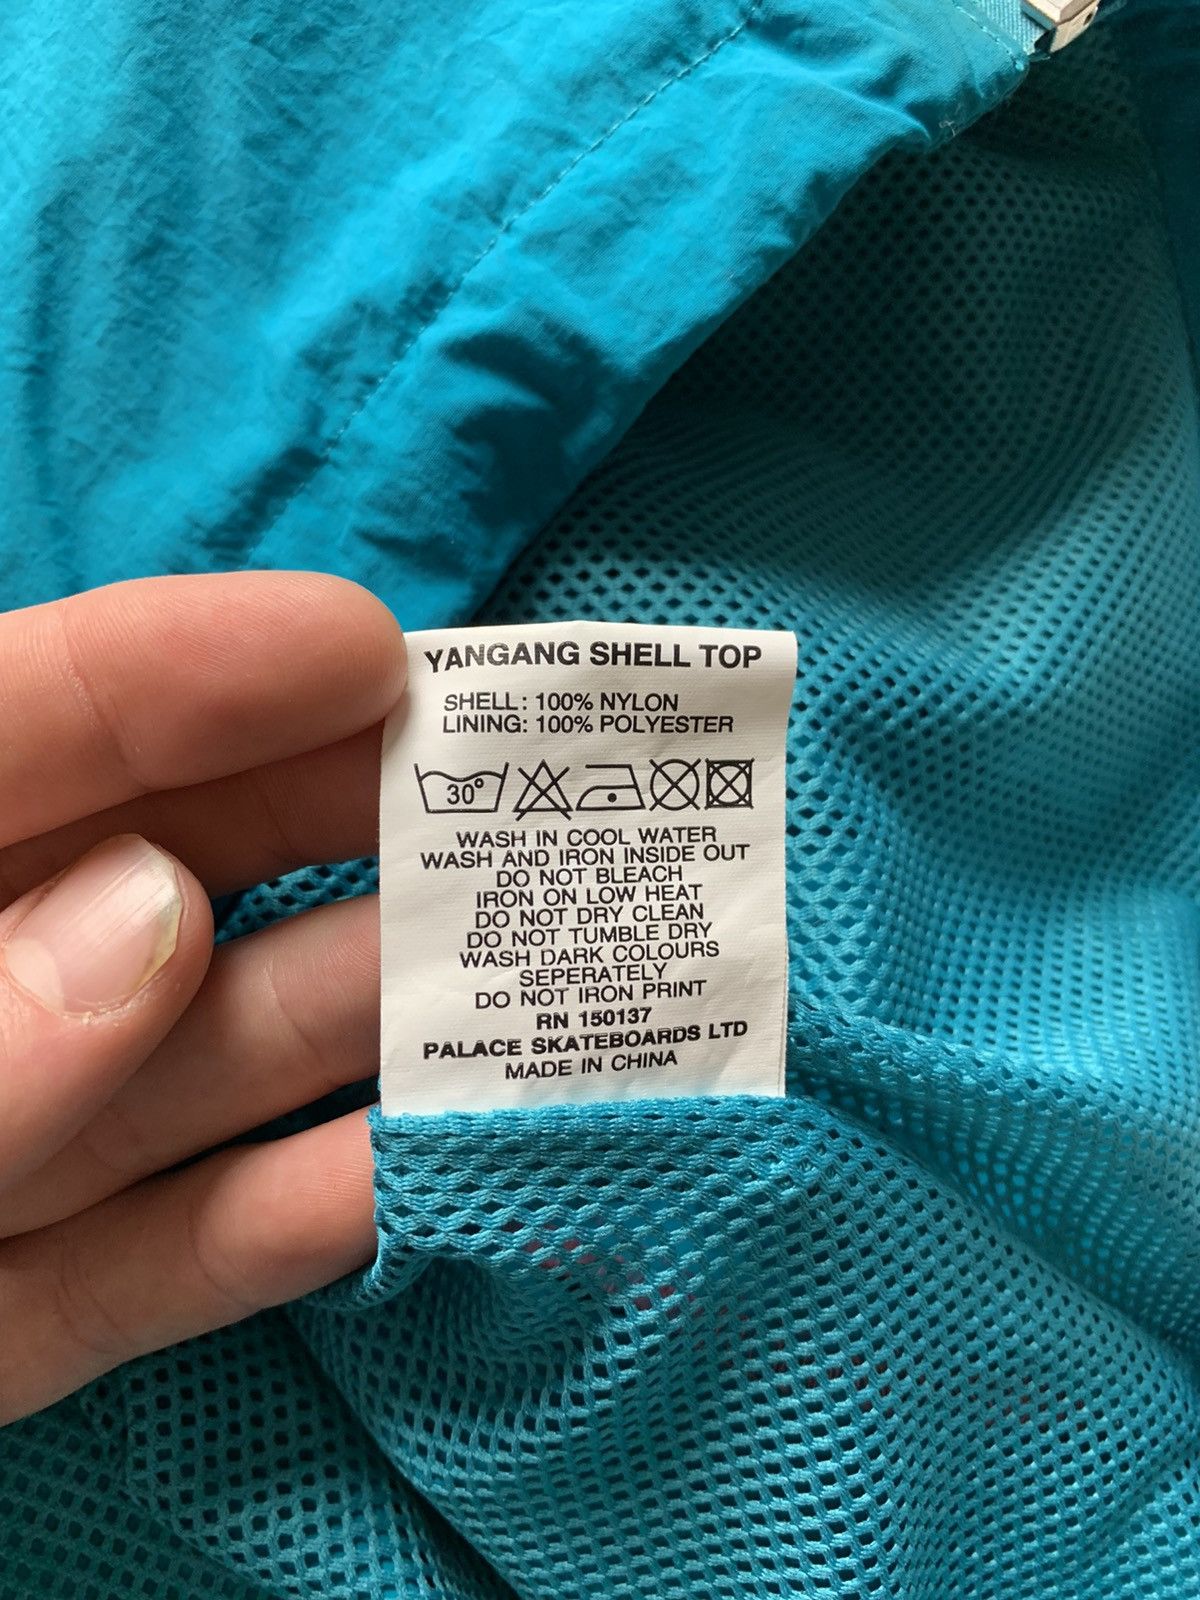 YANGANG SHELL TOP
SHELL: 100% NYLON
LINING: 100% POLYESTER
30°
WASH IN COOL WATER
WASH AND IRON INSIDE OUT
DO NOT BLEACH
IRON ON LOW HEAT
DO NOT DRY CLEAN
DO NOT TUMBLE DRY
WASH DARK COLOURS
SEPERATELY
DO NOT IRON PRINT
RN 150137
PALACE SKATEBOARDS LTD
MADE IN CHINA